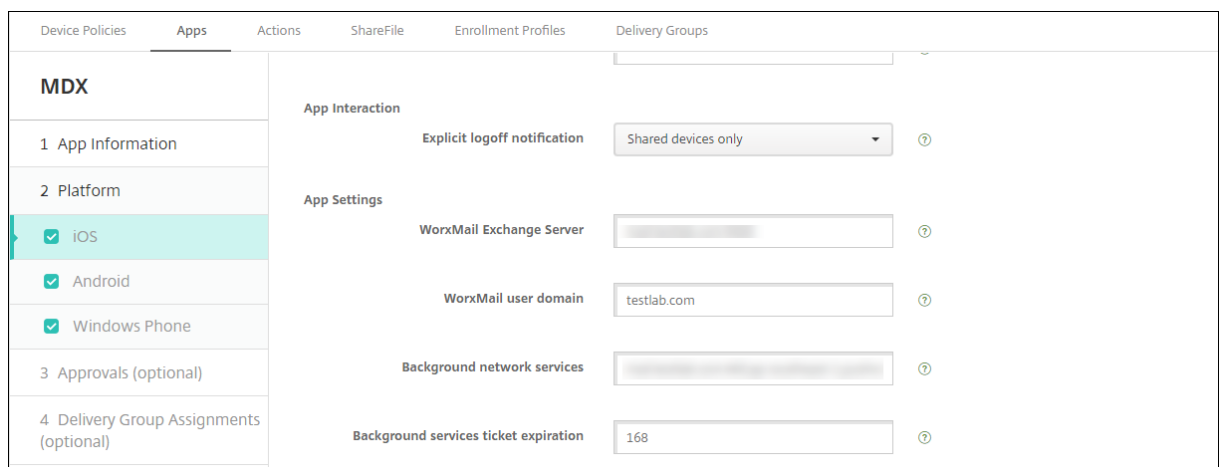 Device Policies Apps Actions ShareFile Enrollment Profiles Delivery Groups
MDX
1 App Information
2 Platform
iOS
Android
Windows Phone
3 Approvals (optional)
4 Delivery Group Assignments
(optional)
App Interaction
Explicit logoff notification Shared devices only ?
App Settings
WorxMail Exchange Server ?
WorxMail user domain testlab.com ?
Background network services ?
Background services ticket expiration 168 ?